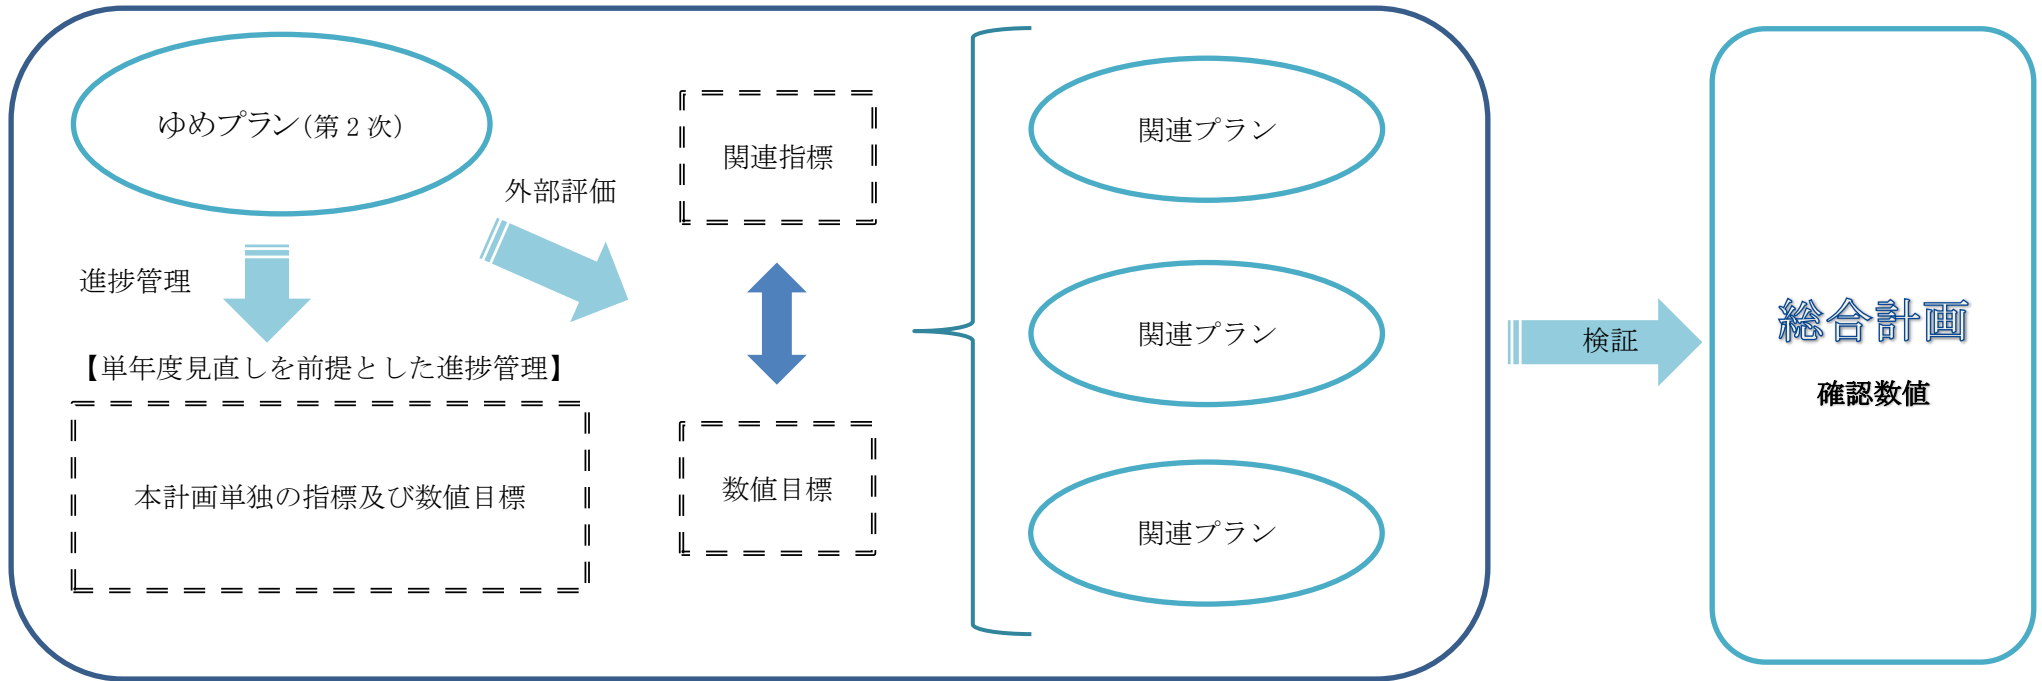 ゆめプラン（第２次）
外部評価
進捗管理
【単年度見直しを前提とした進捗管理】
本計画単独の指標及び数値目標
関連指標
数値目標
関連プラン
関連プラン
関連プラン
検証
総合計画
確認数値